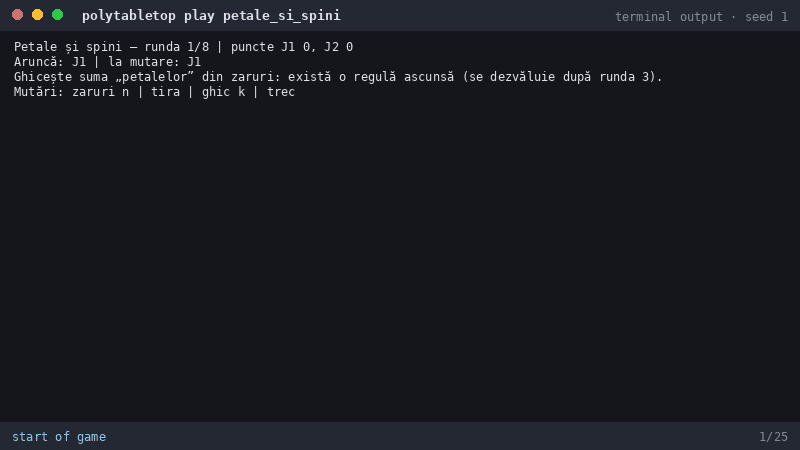 polytabletop play petale_si_spini
terminal output · seed 1
Petale și spini — runda 1/8 | puncte J1 0, J2 0
Aruncă: J1 | la mutare: J1
Ghicește suma „petalelor” din zaruri: există o regulă ascunsă (se dezvăluie după runda 3).
Mutări: zaruri n | tira | ghic k | trec
start of game
1/25